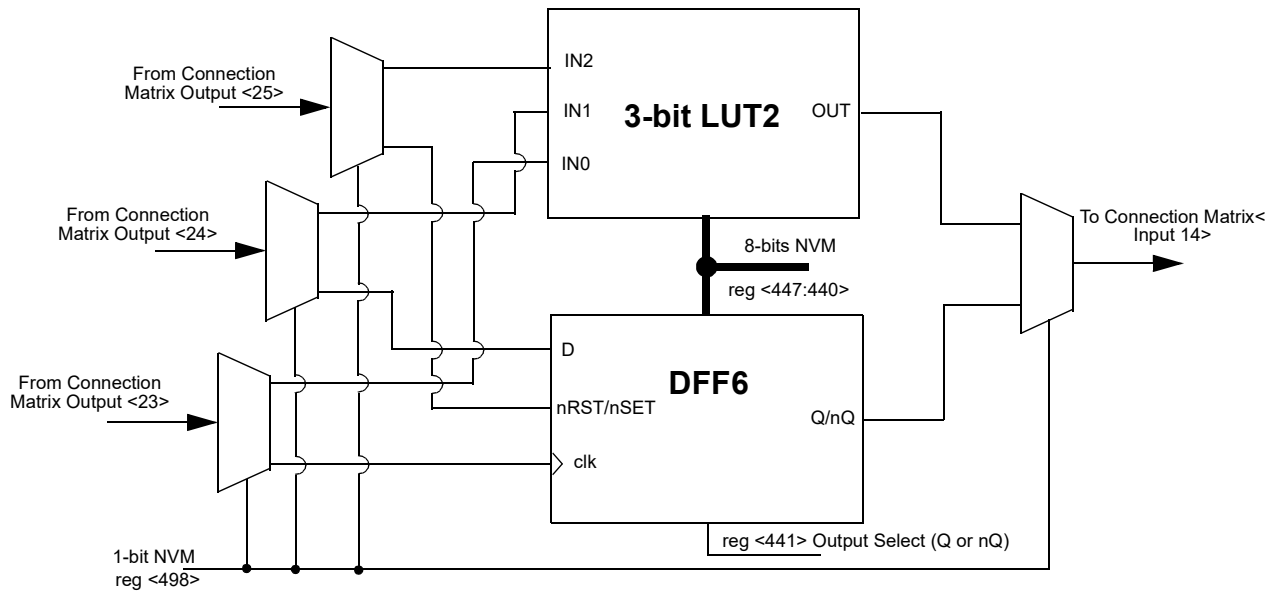 From Connection
Matrix Output <25>
IN2
IN1
IN0
3-bit LUT2
OUT
From Connection
Matrix Output <24>
To Connection Matrix<
Input 14>
8-bits NVM
reg <447:440>
D
DFF6
From Connection
Matrix Output <23>
nRST/nSET
Q/nQ
clk
reg <441> Output Select (Q or nQ)
1-bit NVM
reg <498>